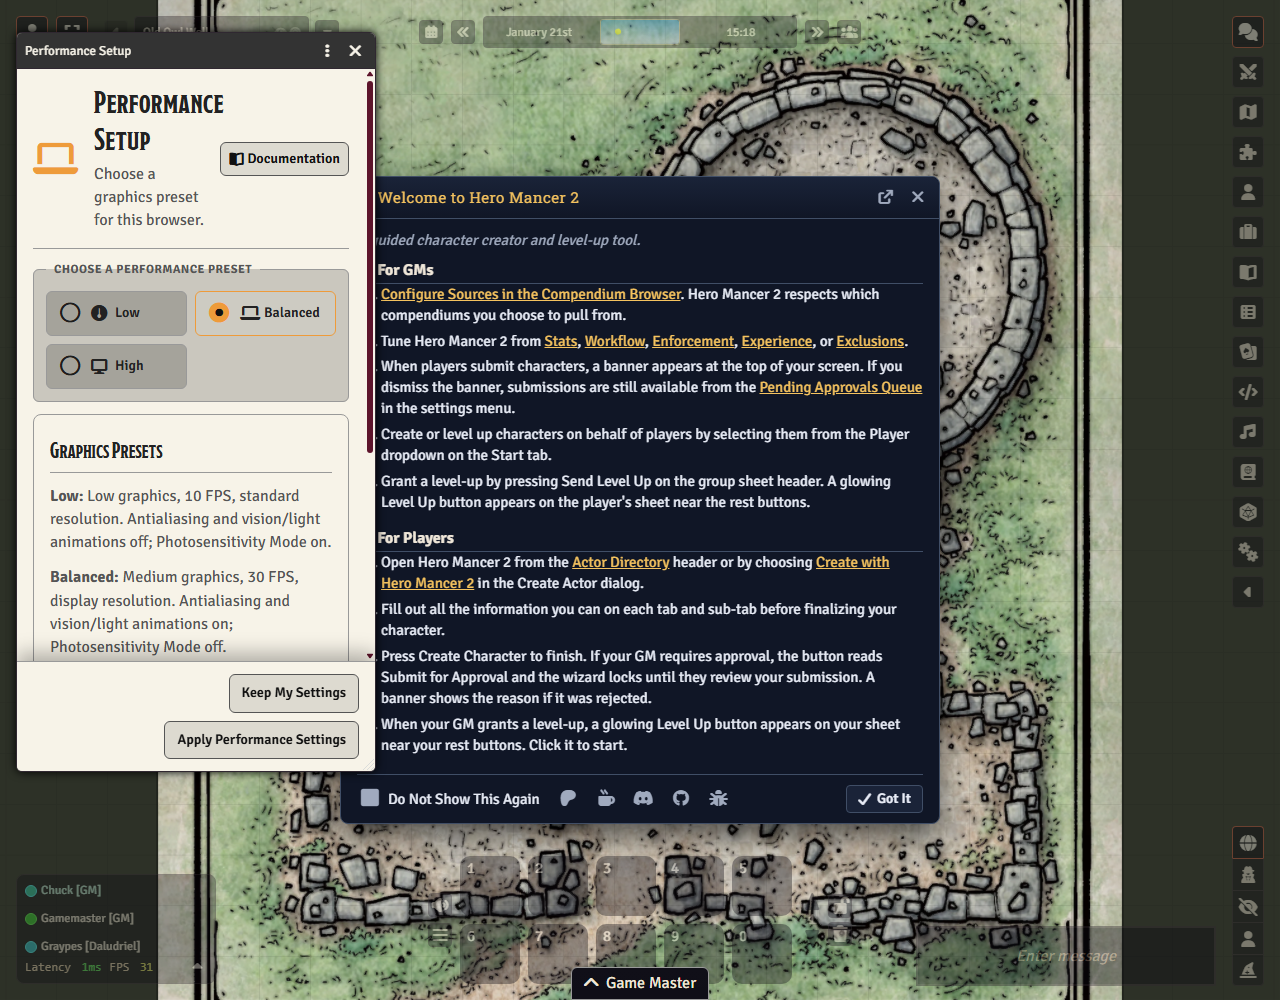 January 21st
15:18
Performance Setup
Performance
Setup
Choose a
graphics preset
for this browser.
Documentation
CHOOSE A PERFORMANCE PRESET
Low
Balanced
High
Graphics Presets
Low: Low graphics, 10 FPS, standard
resolution. Antialiasing and vision/light
animations off; Photosensitivity Mode on.
Balanced: Medium graphics, 30 FPS,
display resolution. Antialiasing and
vision/light animations on;
Photosensitivity Mode off.
Keep My Settings
Apply Performance Settings
Welcome to Hero Mancer 2
character creator and level-up tool.
For GMs
Configure Sources in the Compendium Browser. Hero Mancer 2 respects which
compendiums you choose to pull from.
Tune Hero Mancer 2 from Stats, Workflow, Enforcement, Experience, or Exclusions.
When players submit characters, a banner appears at the top of your screen. If you
dismiss the banner, submissions are still available from the Pending Approvals Queue
in the settings menu.
Create or level up characters on behalf of players by selecting them from the Player
dropdown on the Start tab.
Grant a level-up by pressing Send Level Up on the group sheet header. A glowing
Level Up button appears on the player's sheet near the rest buttons.
For Players
Open Hero Mancer 2 from the Actor Directory header or by choosing Create with
Hero Mancer 2 in the Create Actor dialog.
Fill out all the information you can on each tab and sub-tab before finalizing your
character.
Press Create Character to finish. If your GM requires approval, the button reads
Submit for Approval and the wizard locks until they review your submission. A
banner shows the reason if it was rejected.
When your GM grants a level-up, a glowing Level Up button appears on your sheet
near your rest buttons. Click it to start.
Do Not Show This Again
Got It
1 2 3 4 5
6 7 8 9 0
Chuck [GM]
Gamemaster [GM]
Graypes [Daludriel]
Latency 1ms FPS 31
Game Master
Enter message